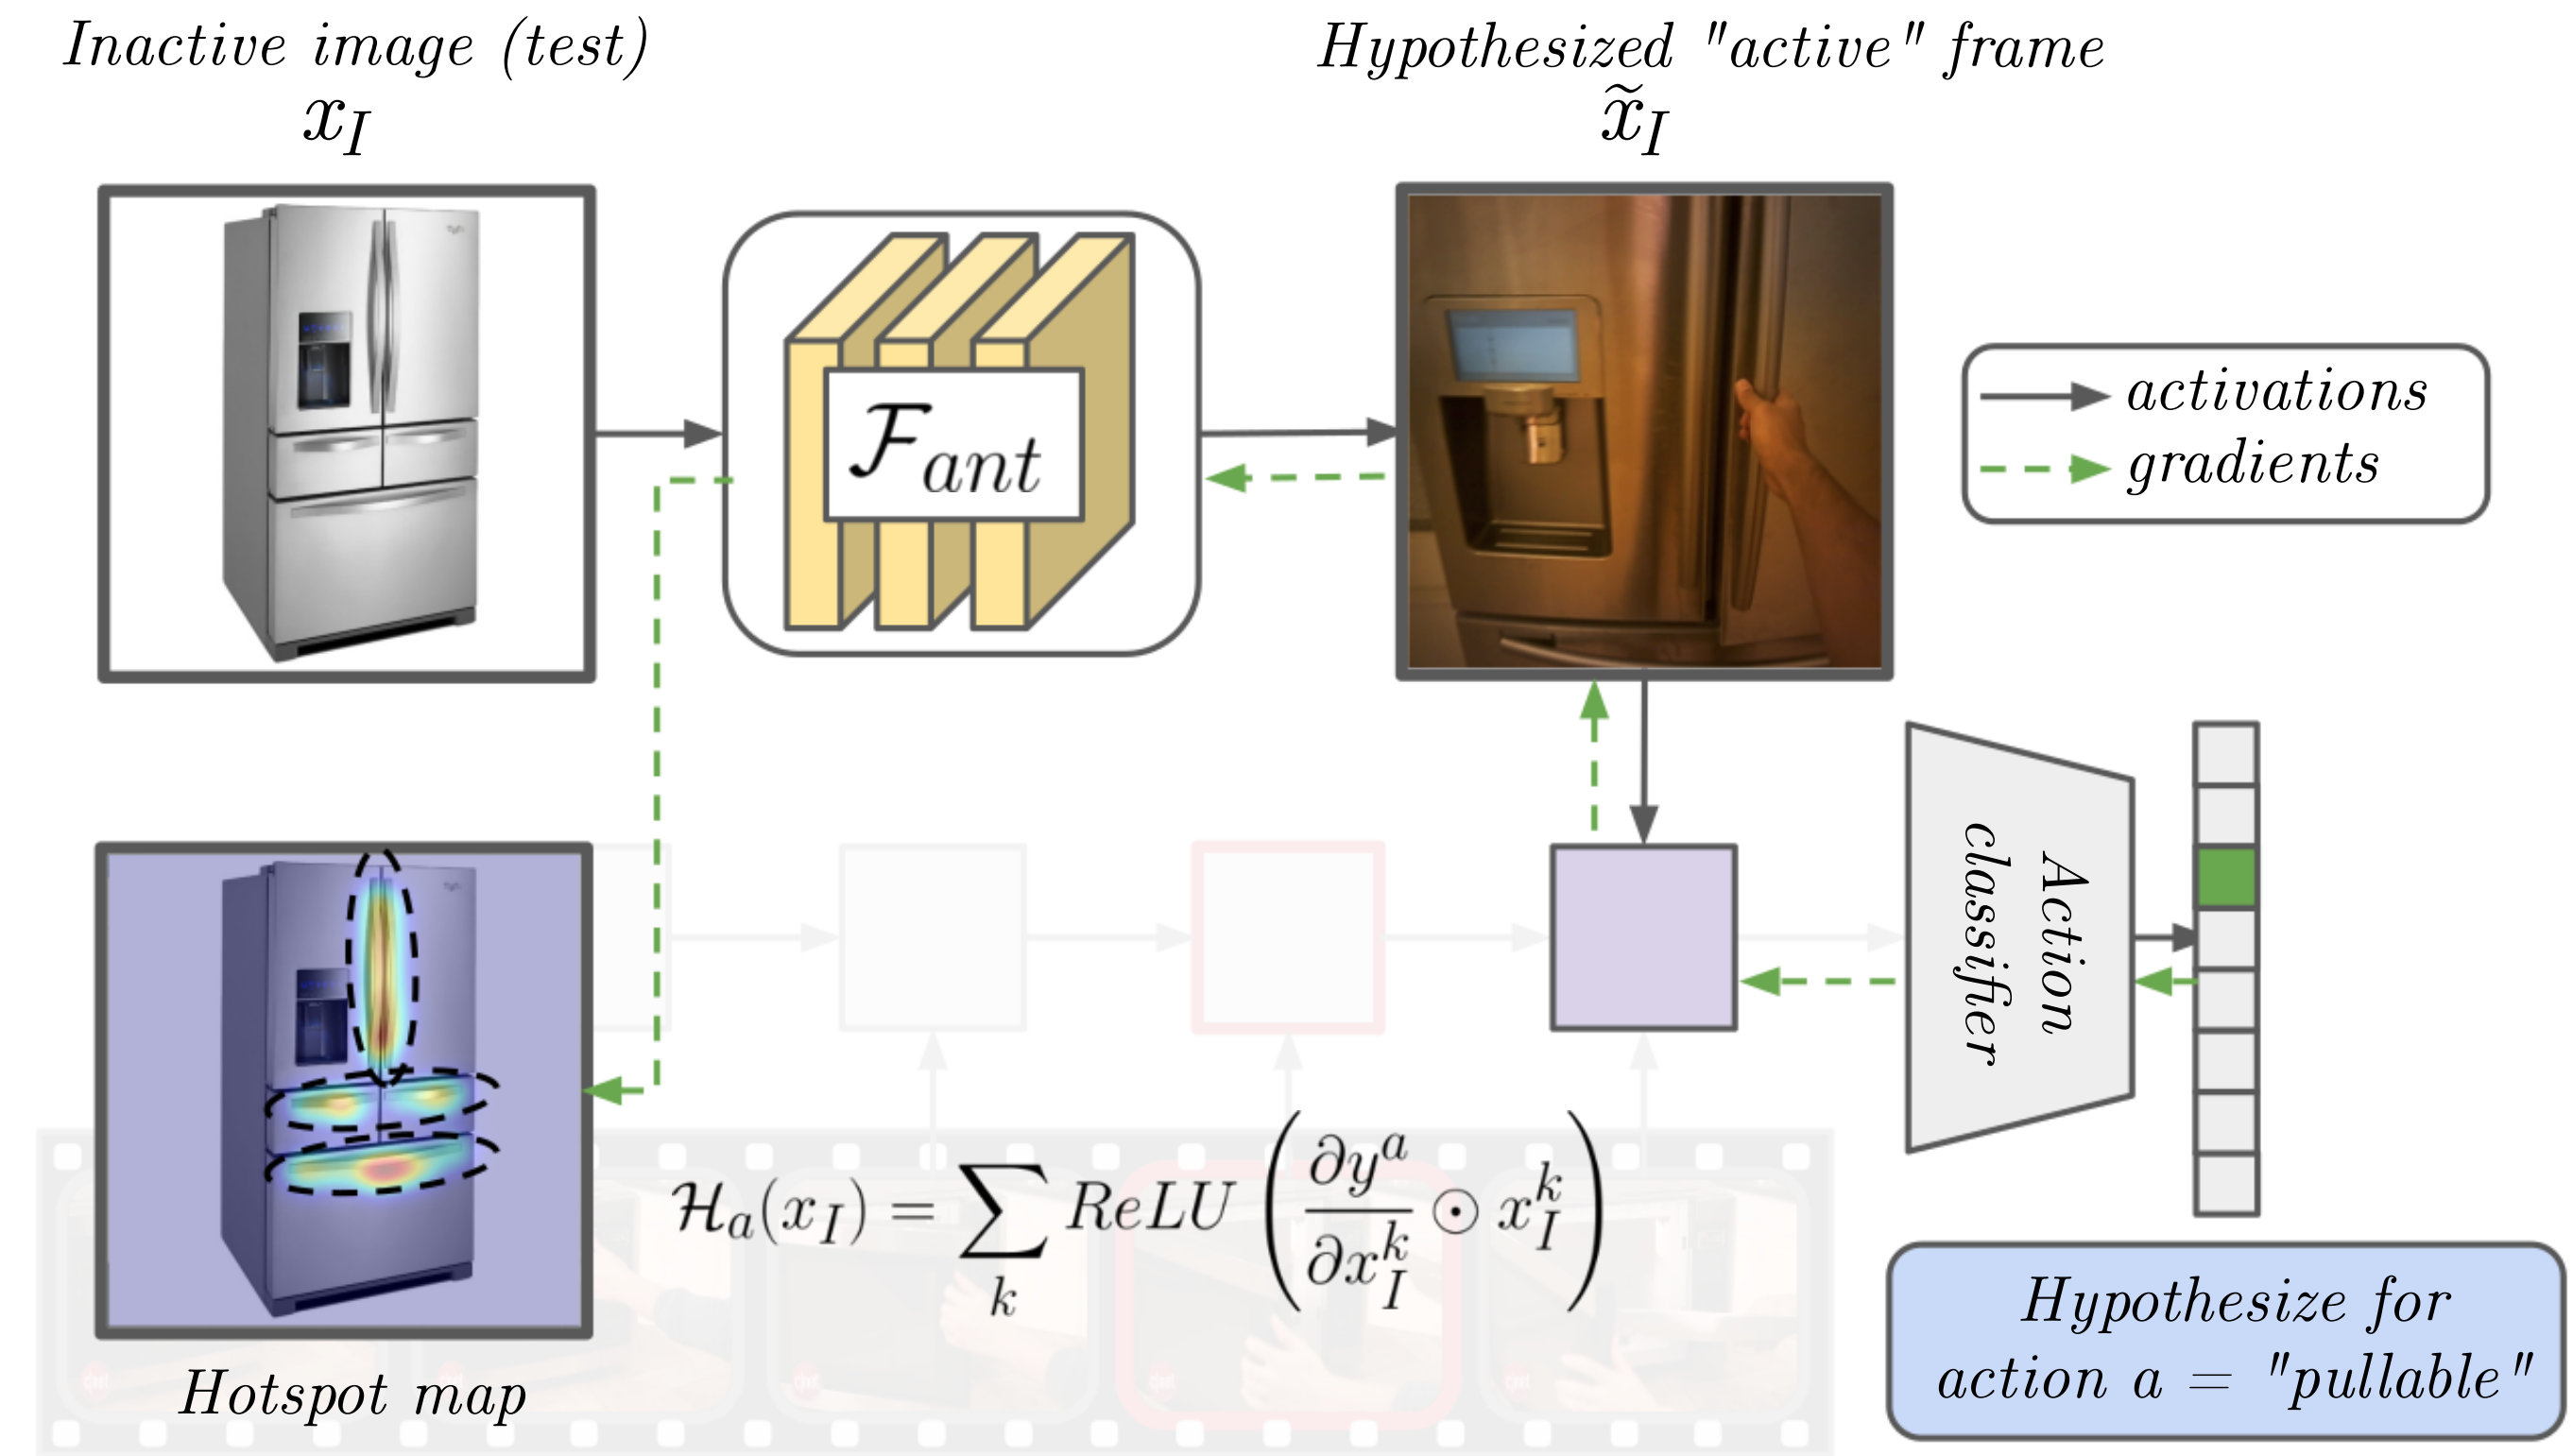 Inactive image (test)
x_I
Hypothesized "active" frame
x̃_I
ℱ_ant
activations
gradients
Action
classifier
ℋ_a(x_I) = ∑_k ReLU (∂y^a / ∂x_I^k ⊙ x_I^k)
Hotspot map
Hypothesize for
action a = "pullable"